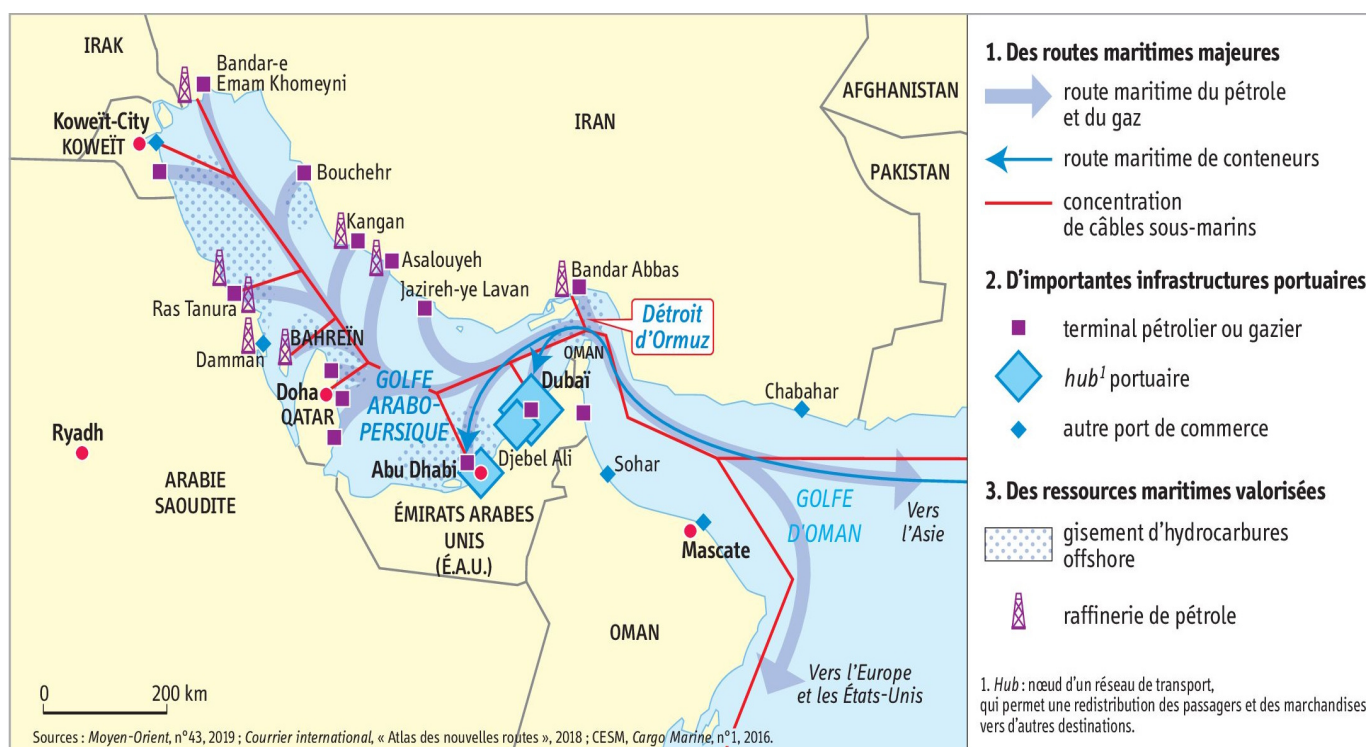 IRAK
Bandar-e
Emam Khomeyni
Koweït-City
KOWEÏT
IRAN
AFGHANISTAN
PAKISTAN
Bouchehr
Kangan
Asalouyeh
Jazireh-ye Lavan
Bandar Abbas
Ras Tanura
Détroit
d'Ormuz
Damman
BAHREÏN
OMAN
Doha
QATAR
GOLFE
ARABO-
PERSIQUE
Dubaï
Chabahar
Ryadh
Abu Dhabi
Djebel Ali
Sohar
ARABIE
SAOUDITE
ÉMIRATS ARABES
UNIS
(É.A.U.)
GOLFE
D'OMAN
Vers
l'Asie
Mascate
OMAN
Vers l'Europe
et les États-Unis
0 200 km
Sources : Moyen-Orient, n°43, 2019 ; Courrier international, « Atlas des nouvelles routes », 2018 ; CESM, Cargo Marine, n°1, 2016.
1. Des routes maritimes majeures
route maritime du pétrole
et du gaz
route maritime de conteneurs
concentration
de câbles sous-marins
2. D'importantes infrastructures portuaires
terminal pétrolier ou gazier
hub¹ portuaire
autre port de commerce
3. Des ressources maritimes valorisées
gisement d'hydrocarbures
offshore
raffinerie de pétrole
1. Hub : nœud d'un réseau de transport,
qui permet une redistribution des passagers et des marchandises
vers d'autres destinations.